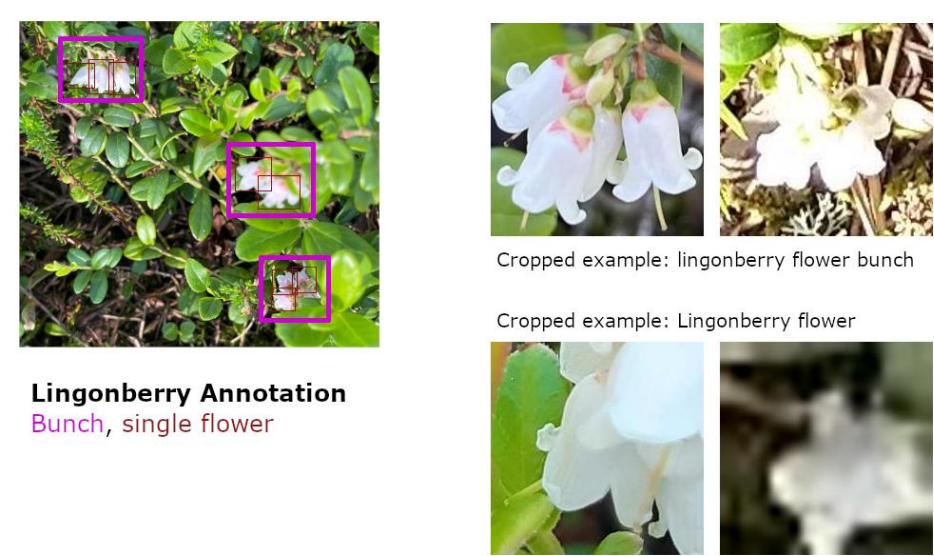 Cropped example: lingonberry flower bunch
Cropped example: Lingonberry flower
Lingonberry Annotation
Bunch, single flower